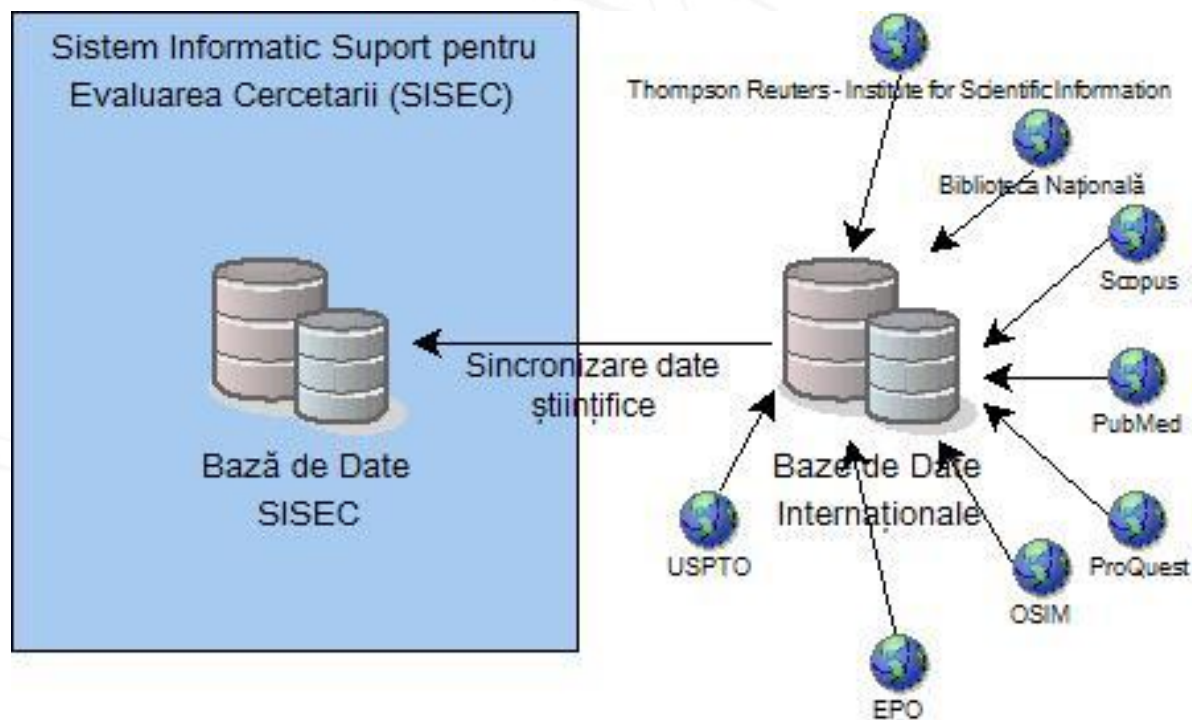 Sistem Informatic Suport pentru
Evaluarea Cercetarii (SISEC)
Thompson Reuters - Institute for Scientific Information
Biblioteca Națională
Scopus
Sincronizare date
științifice
PubMed
Bază de Date
SISEC
Baze de Date
Internaționale
USPTO
ProQuest
OSIM
EPO